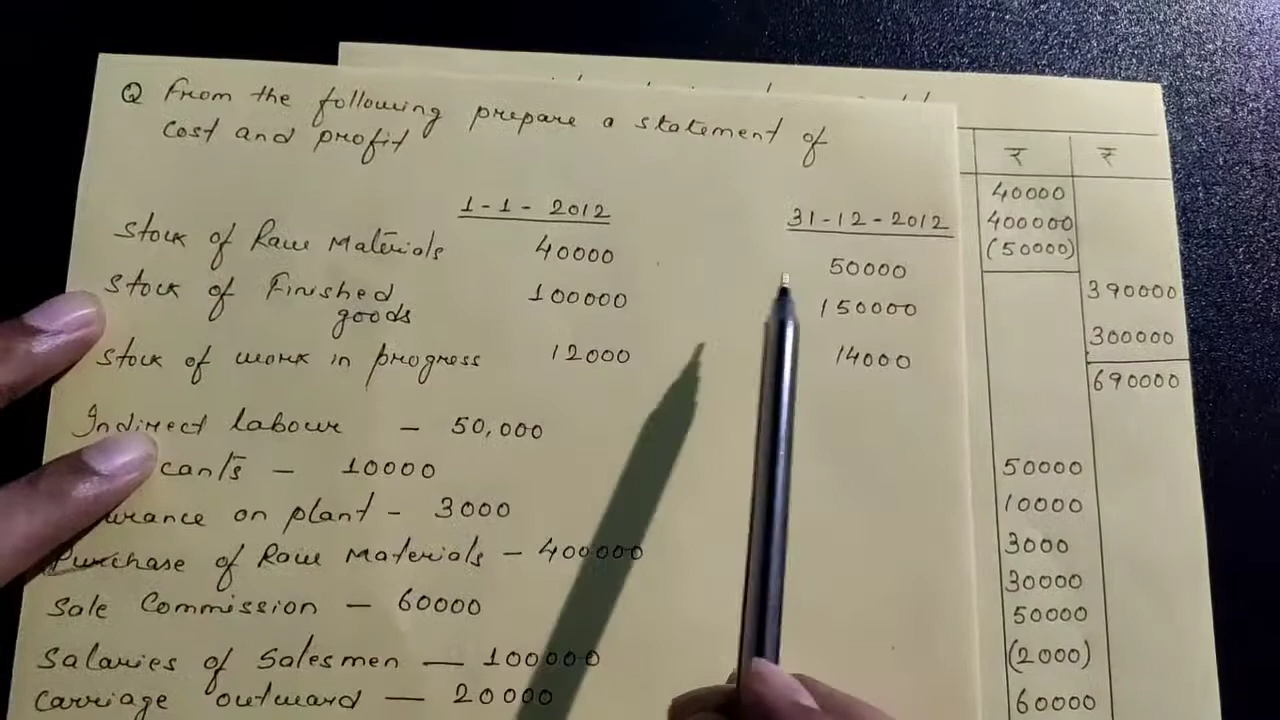 Q From the following prepare a statement of
cost and profit
1-1-2012 31-12-2012
Stock of Raw Materials 40000 50000
Stock of Finished goods 100000 150000
Stock of work in progress 12000 14000
Indirect labour - 50,000
can/s - 10000
urance on plant - 3000
Purchase of Raw Materials - 400000
Sale Commission - 60000
Salaries of Salesmen - 100000
Carriage outward - 20000
₹ ₹
40000
400000
(50000)
390000
300000
690000
50000
10000
3000
30000
50000
(2000)
60000